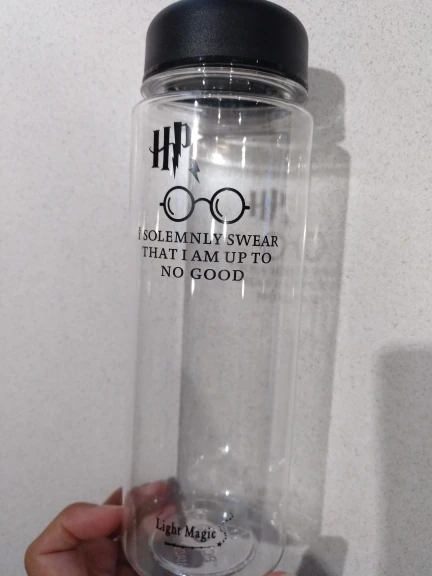 HP
I SOLEMNLY SWEAR
THAT I AM UP TO
NO GOOD
Light Magic